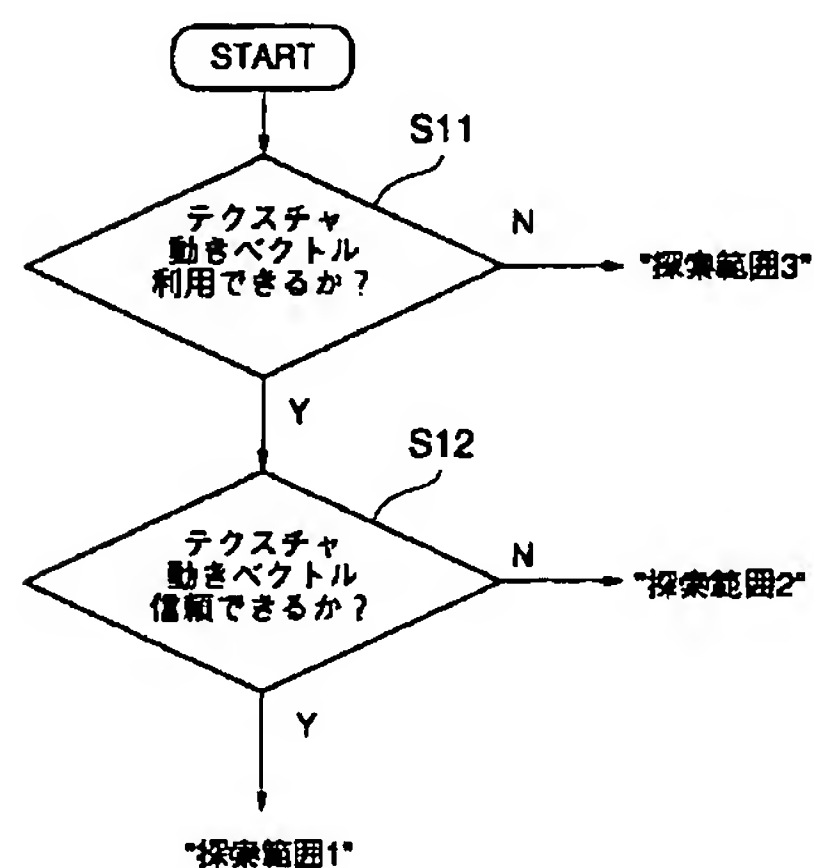 START
S11
テクスチャ
動きベクトル
利用できるか？
N
"探索範囲3"
Y
S12
テクスチャ
動きベクトル
信頼できるか？
N
"探索範囲2"
Y
"探索範囲1"